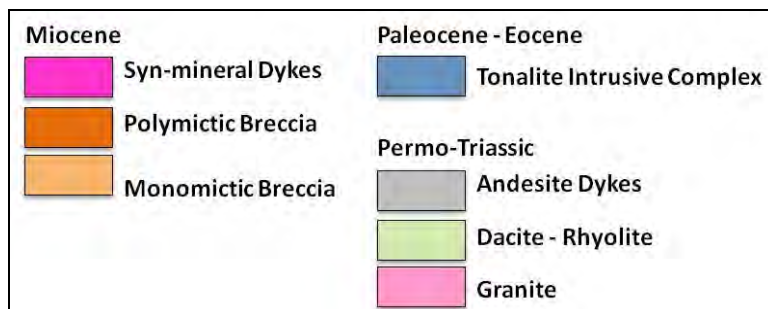 Miocene
Syn-mineral Dykes
Polymictic Breccia
Monomictic Breccia
Paleocene - Eocene
Tonalite Intrusive Complex
Permo-Triassic
Andesite Dykes
Dacite - Rhyolite
Granite